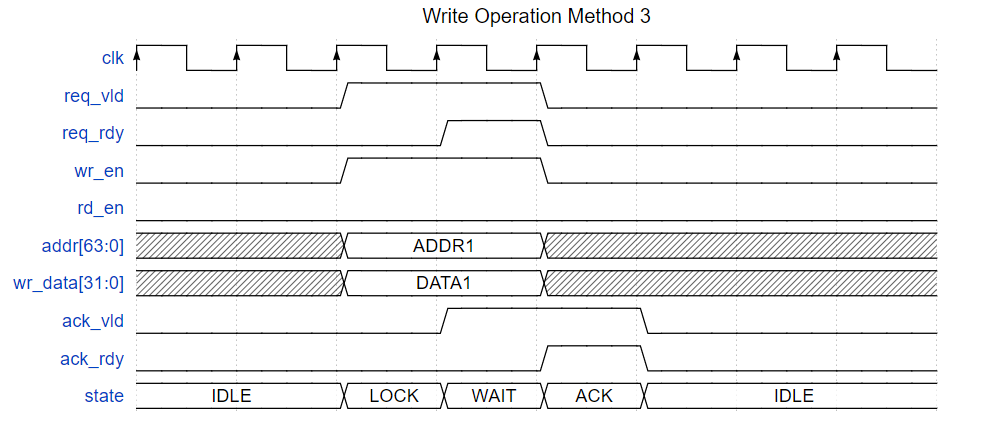 Write Operation Method 3
clk
req_vld
req_rdy
wr_en
rd_en
addr[63:0] ADDR1
wr_data[31:0] DATA1
ack_vld
ack_rdy
state IDLE LOCK WAIT ACK IDLE